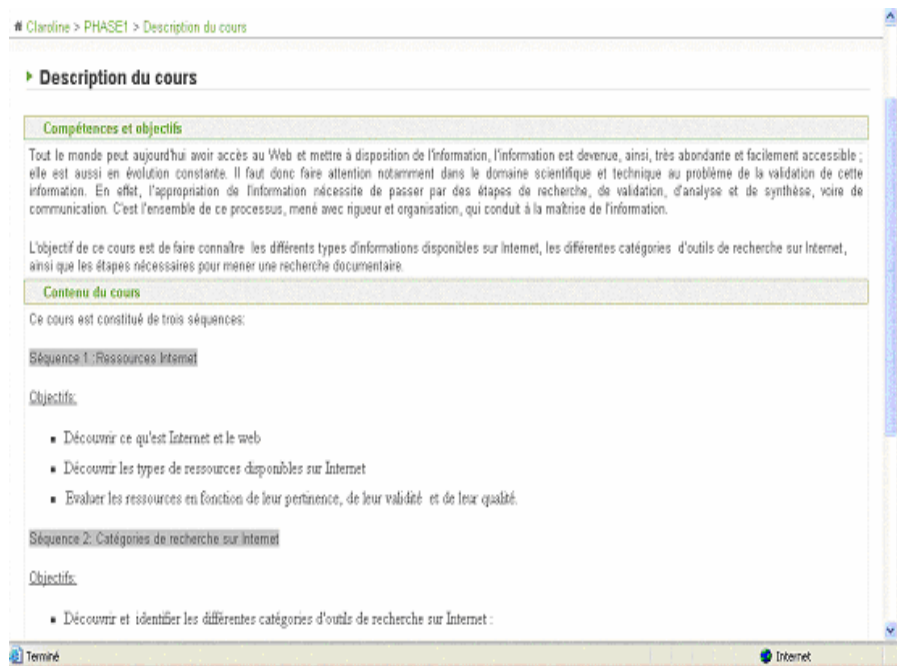 Claroline > PHASE1 > Description du cours
Description du cours
Compétences et objectifs
Tout le monde peut aujourd'hui avoir accès au Web et mettre à disposition de l'information, l'information est devenue, ainsi, très abondante et facilement accessible ;
elle est aussi en évolution constante. Il faut donc faire attention notamment dans le domaine scientifique et technique au problème de la validation de cette
information. En effet, l'appropriation de l'information nécessite de passer par des étapes de recherche, de validation, d'analyse et de synthèse, voire de
communication. C'est l'ensemble de ce processus, mené avec rigueur et organisation, qui conduit à la maîtrise de l'information.
L'objectif de ce cours est de faire connaître les différents types d'informations disponibles sur Internet, les différentes catégories d'outils de recherche sur Internet,
ainsi que les étapes nécessaires pour mener une recherche documentaire.
Contenu du cours
Ce cours est constitué de trois séquences:
Séquence 1 :Ressources Internet
Objectifs:
▪ Découvrir ce qu'est Internet et le web
▪ Découvrir les types de ressources disponibles sur Internet
▪ Evaluer les ressources en fonction de leur pertinence, de leur validité et de leur qualité.
Séquence 2: Catégories de recherche sur Internet
Objectifs:
▪ Découvrir et identifier les différentes catégories d'outils de recherche sur Internet :
Terminé
Internet